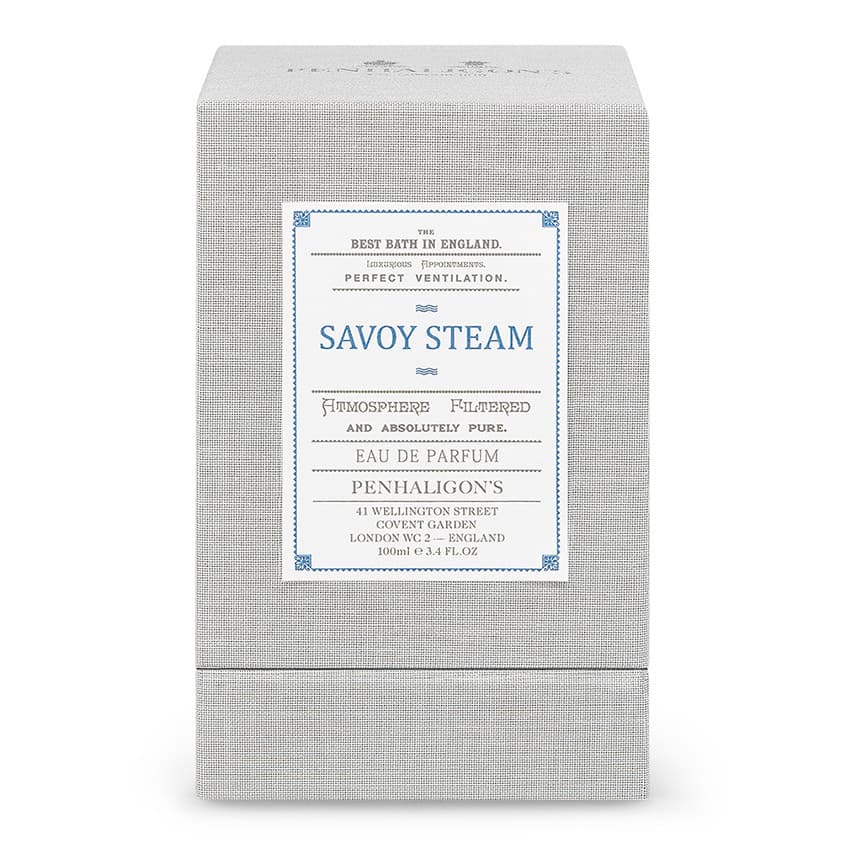 PENHALIGON'S
THE
BEST BATH IN ENGLAND.
LUXURIOUS APPOINTMENTS.
PERFECT VENTILATION.
SAVOY STEAM
ATMOSPHERE FILTERED
AND ABSOLUTELY PURE.
EAU DE PARFUM
PENHALIGON'S
41 WELLINGTON STREET
COVENT GARDEN
LONDON WC 2 — ENGLAND
100ml ℮ 3.4 FL.OZ